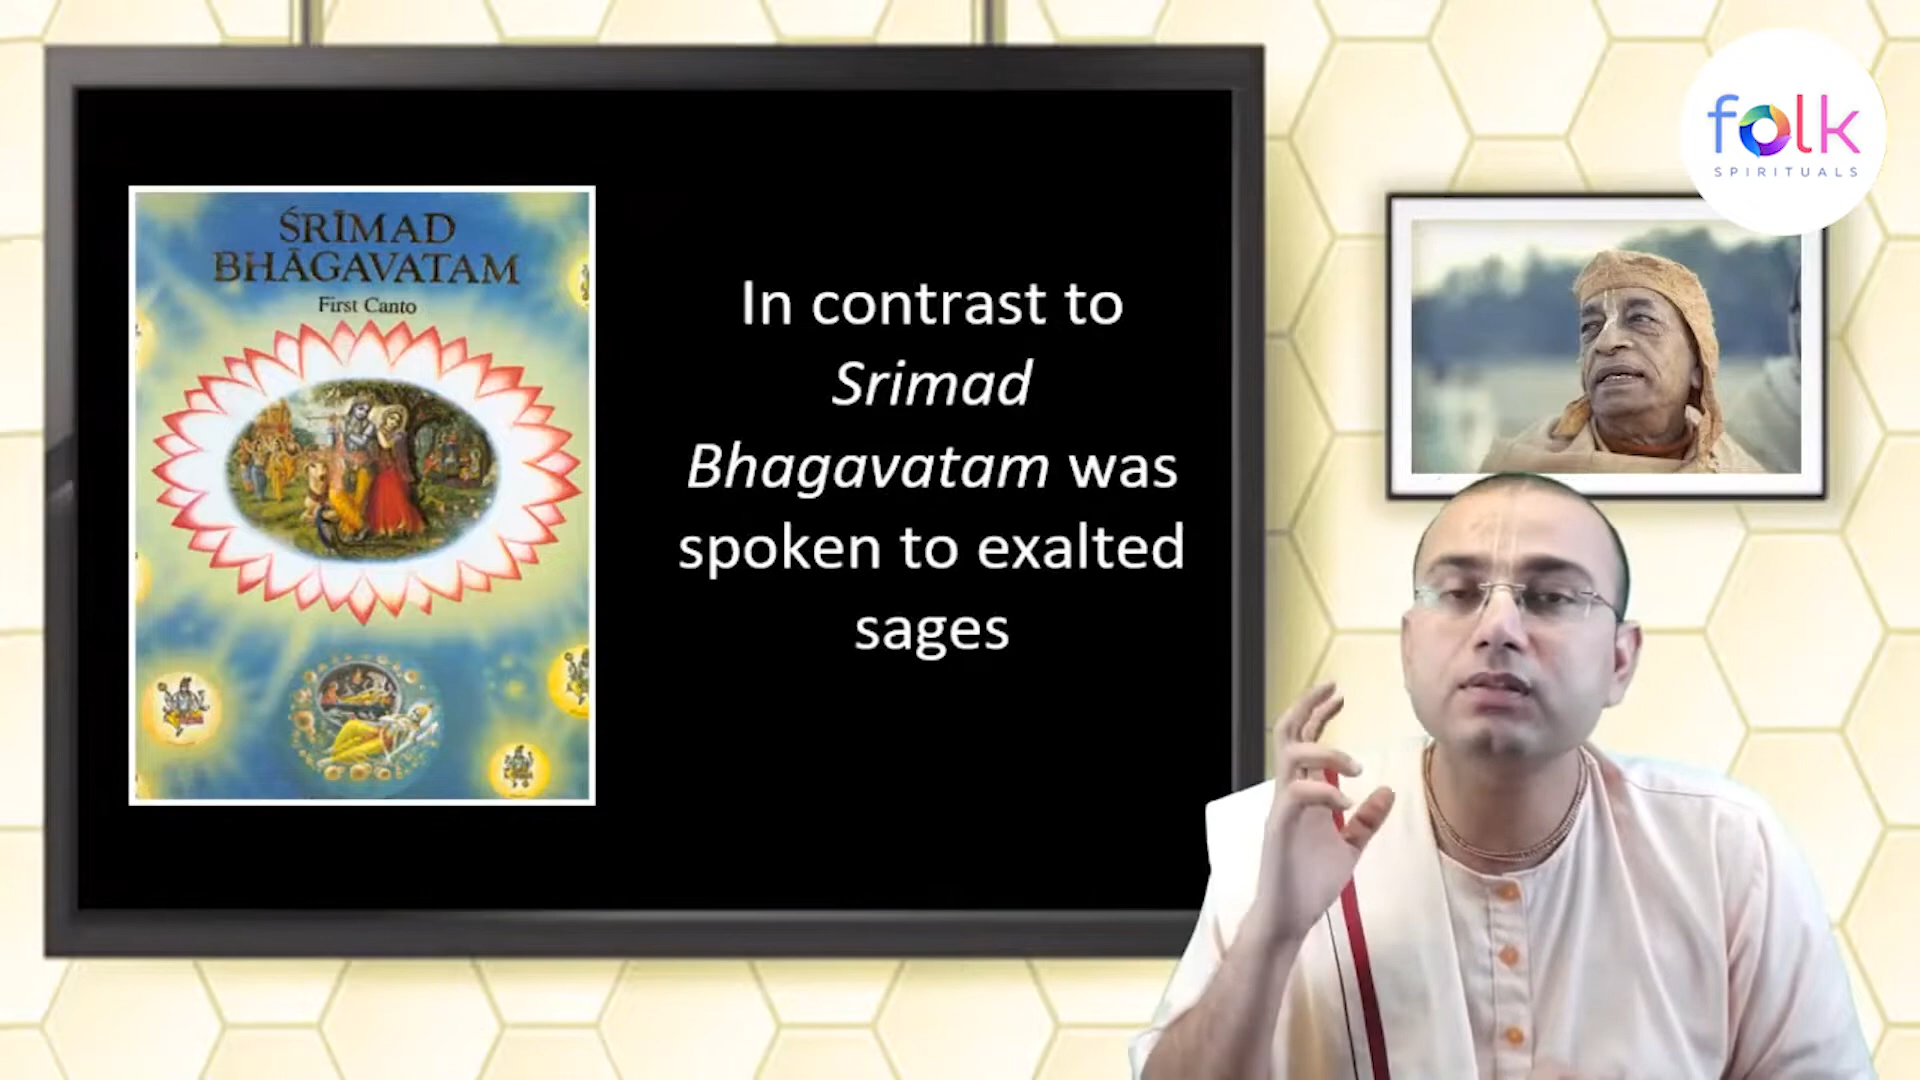 ŚRĪMAD
BHĀGAVATAM
First Canto
In contrast to
Srimad
Bhagavatam was
spoken to exalted
sages
folk
SPIRITUALS